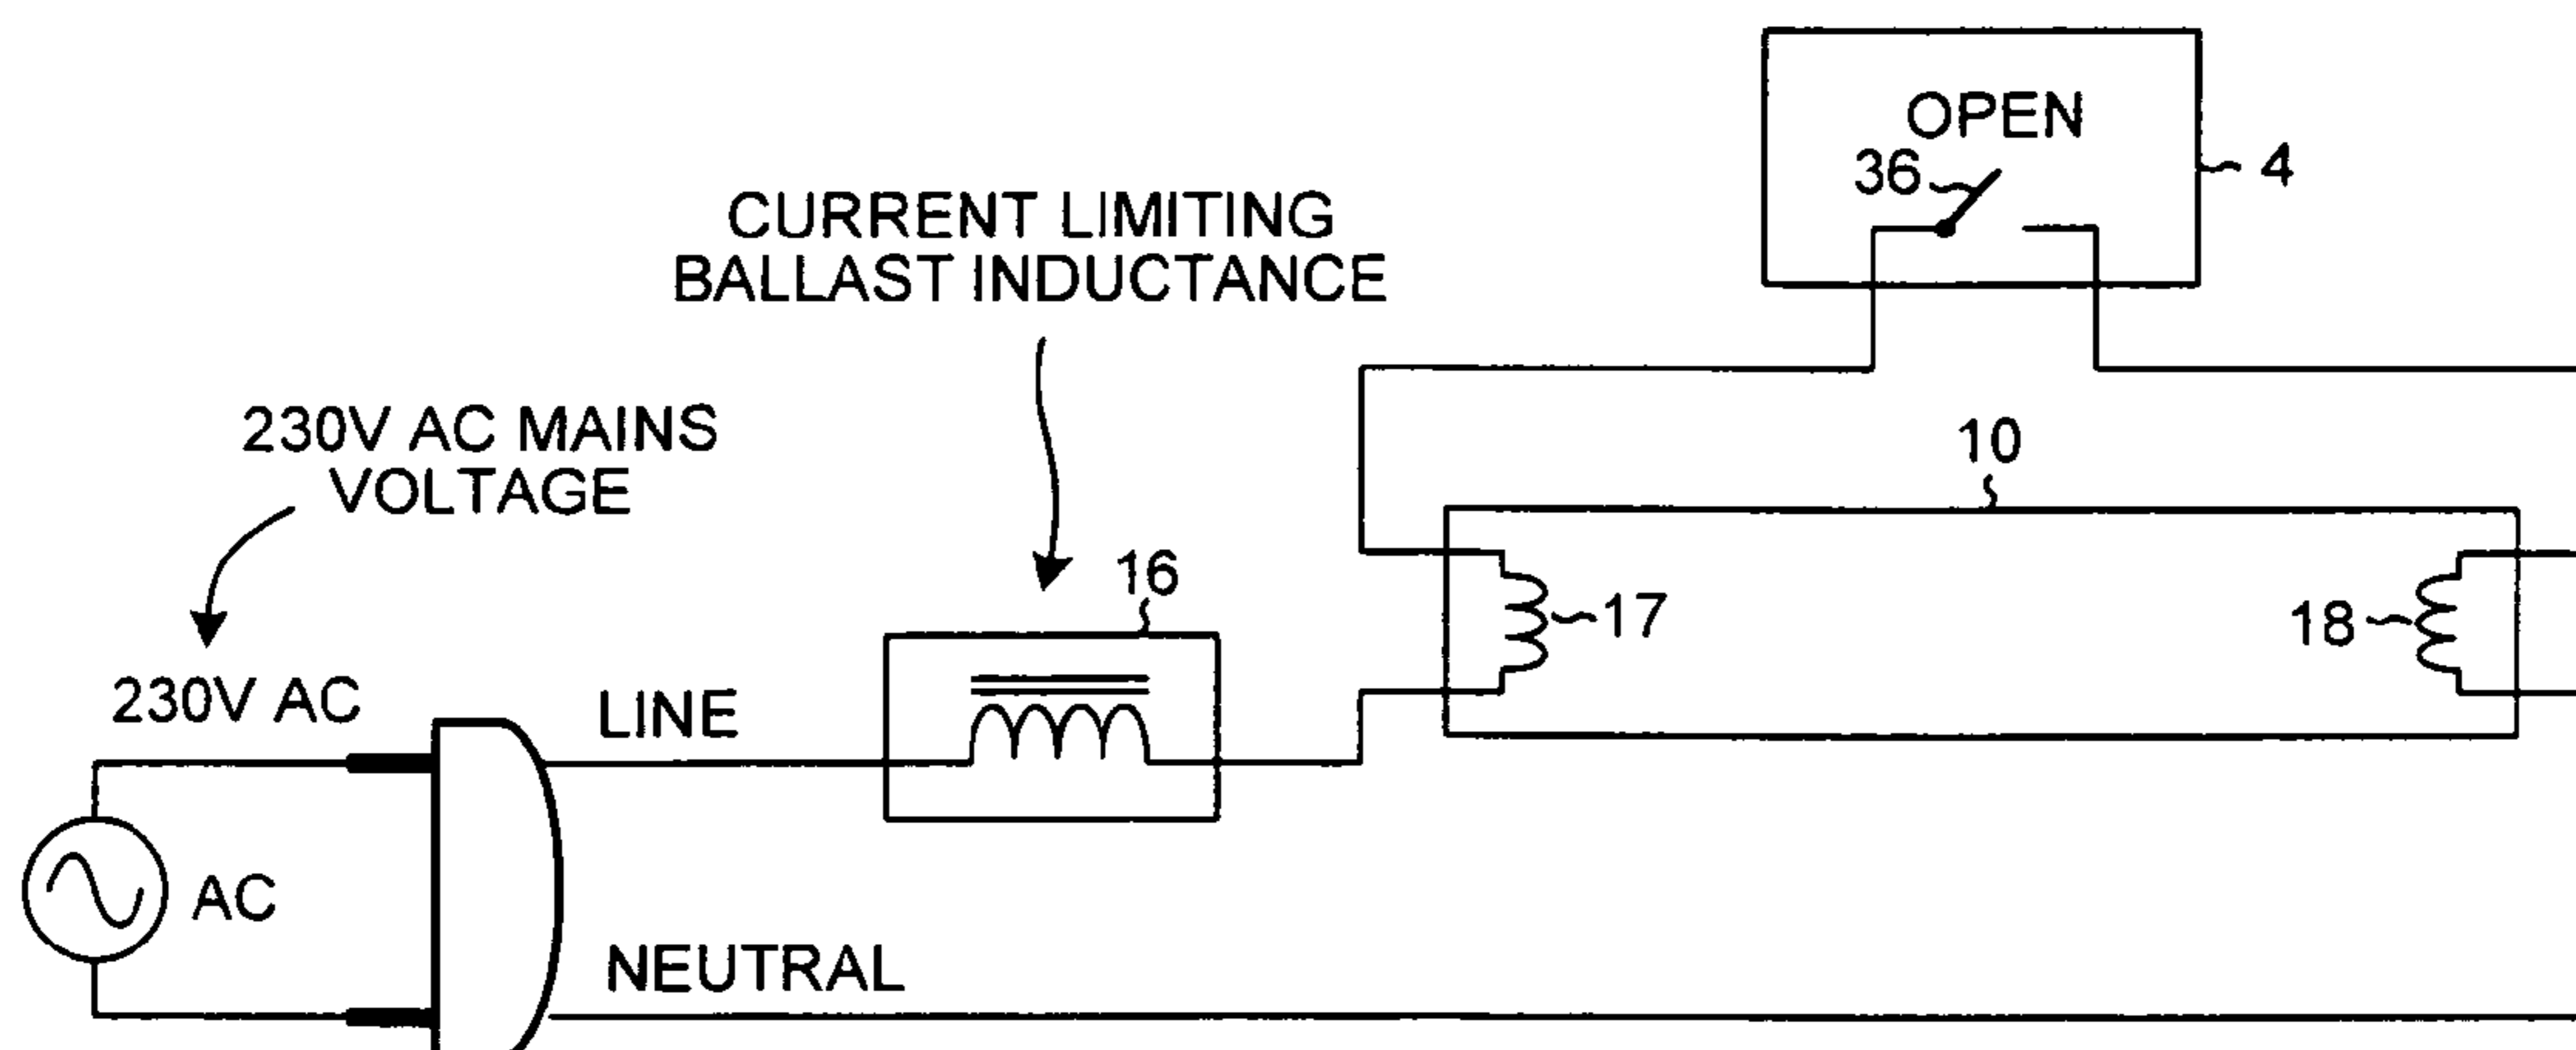 OPEN
36
4
CURRENT LIMITING
BALLAST INDUCTANCE
230V AC MAINS
VOLTAGE
10
16
17
18
230V AC
LINE
AC
NEUTRAL